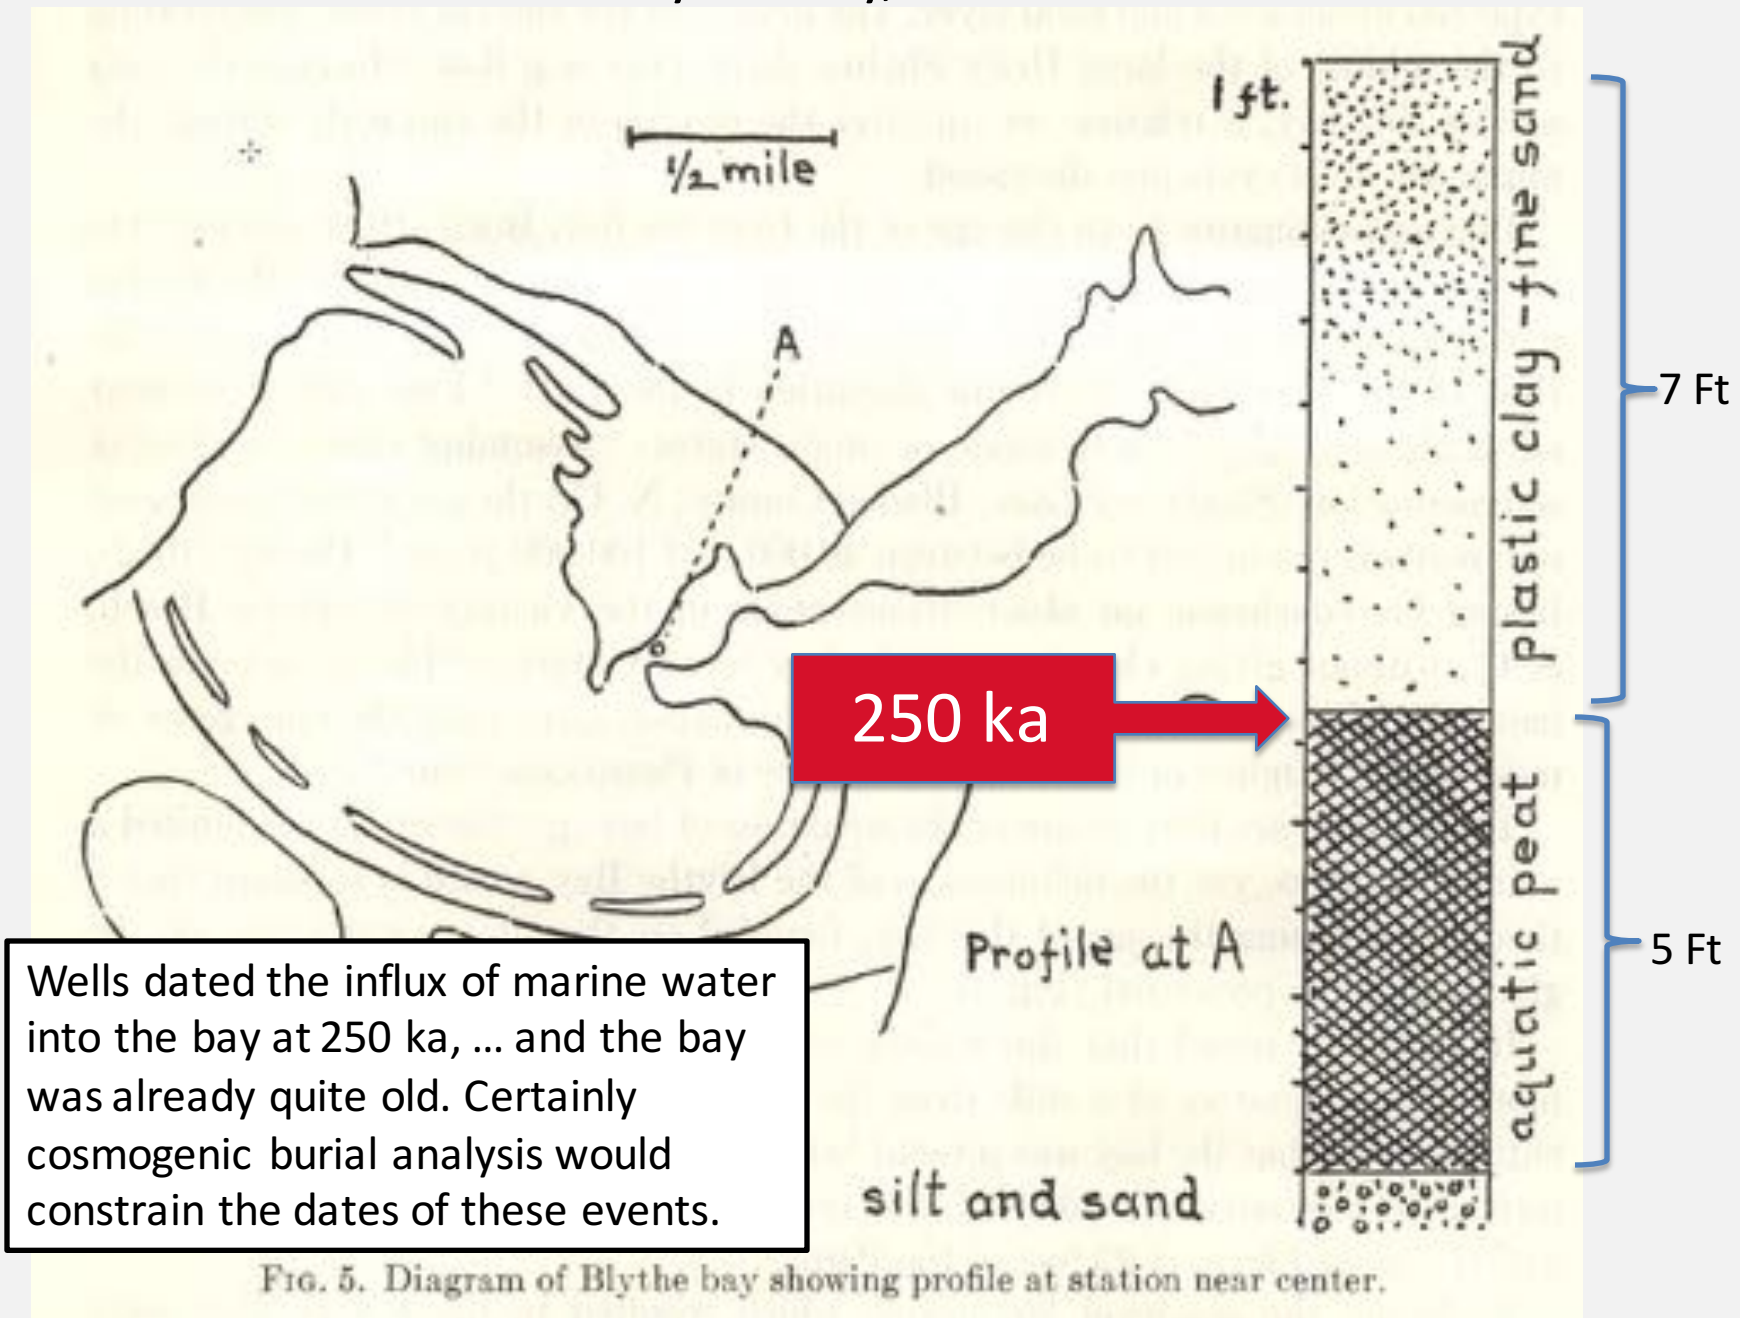 1 ft.
1/2 mile
A
plastic clay – fine sand
7 Ft
250 ka
aquatic peat
5 Ft
Profile at A
Wells dated the influx of marine water
into the bay at 250 ka, ... and the bay
was already quite old. Certainly
cosmogenic burial analysis would
constrain the dates of these events.
silt and sand
Fig. 5. Diagram of Blythe bay showing profile at station near center.